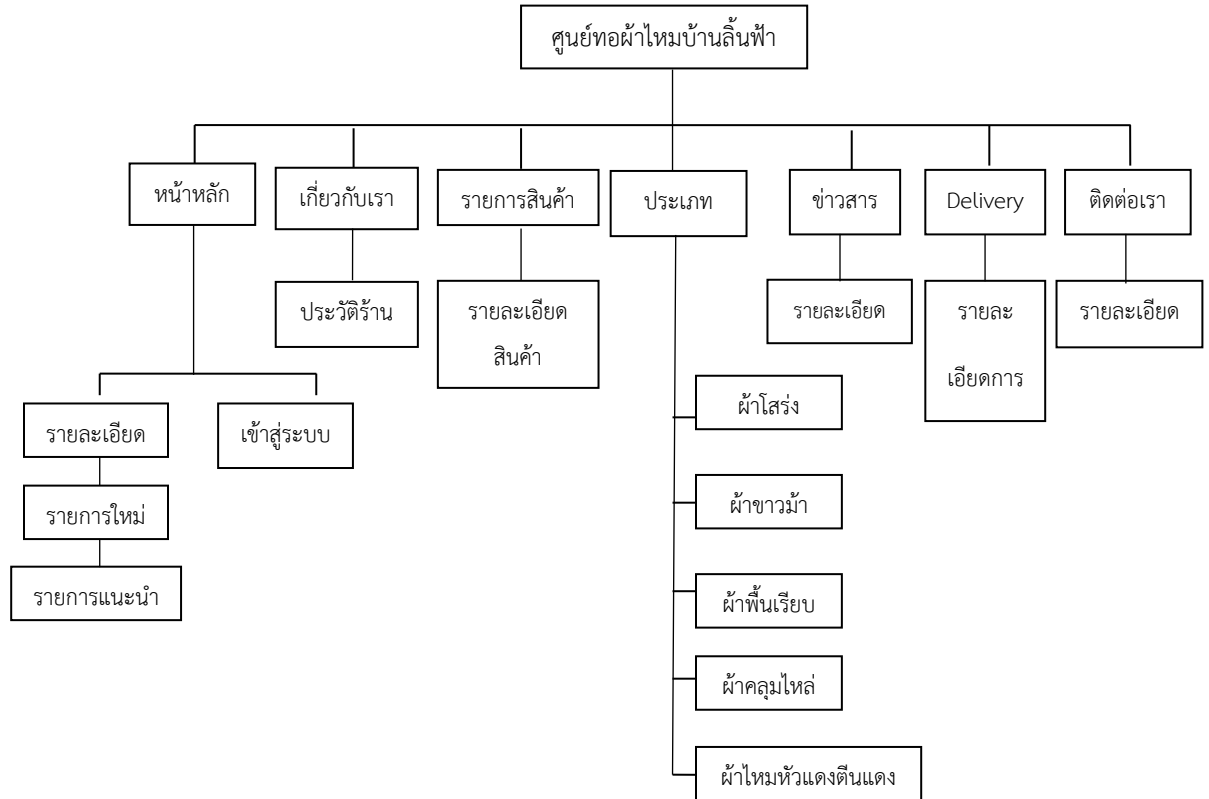 ศูนย์ทอผ้าไหมบ้านลิ้นฟ้า
หน้าหลัก
เกี่ยวกับเรา
รายการสินค้า
ประเภท
ข่าวสาร
Delivery
ติดต่อเรา
ประวัติร้าน
รายละเอียด
สินค้า
รายละเอียด
รายละ
เอียดการ
รายละเอียด
รายละเอียด
เข้าสู่ระบบ
รายการใหม่
รายการแนะนำ
ผ้าโสร่ง
ผ้าขาวม้า
ผ้าพื้นเรียบ
ผ้าคลุมไหล่
ผ้าไหมหัวแดงตีนแดง